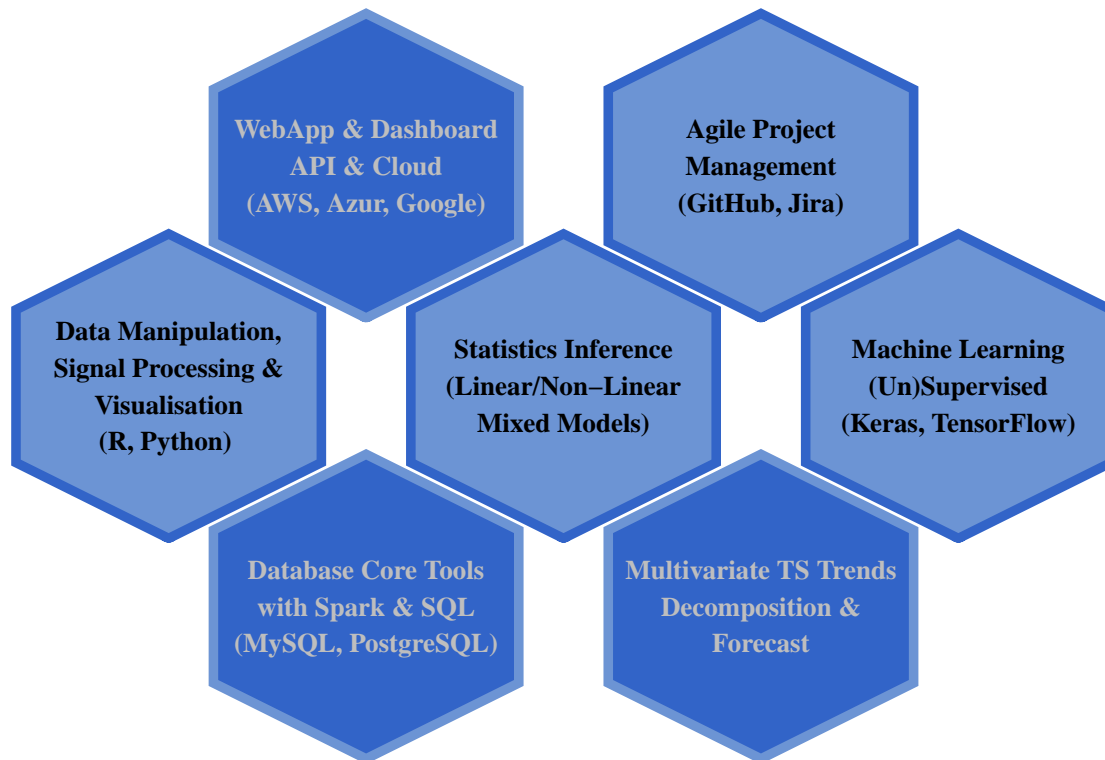 WebApp & Dashboard
API & Cloud
(AWS, Azur, Google)
Agile Project
Management
(GitHub, Jira)
Data Manipulation,
Signal Processing &
Visualisation
(R, Python)
Statistics Inference
(Linear/Non−Linear
Mixed Models)
Machine Learning
(Un)Supervised
(Keras, TensorFlow)
Database Core Tools
with Spark & SQL
(MySQL, PostgreSQL)
Multivariate TS Trends
Decomposition &
Forecast